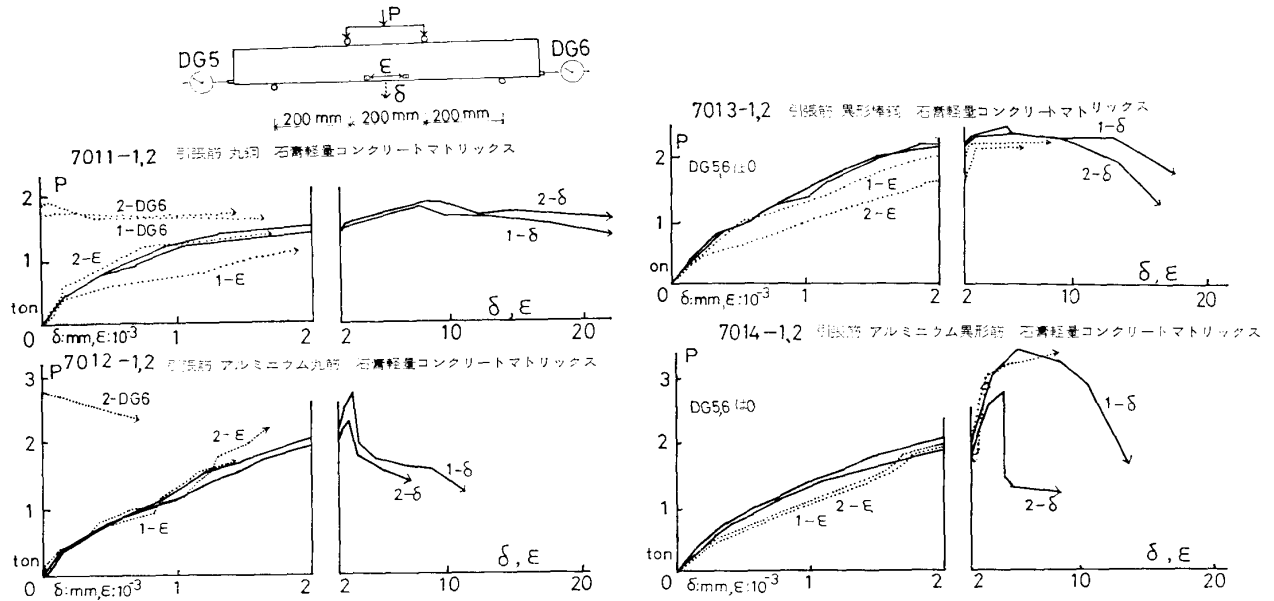 P
DG5
DG6
ε
δ
200 mm 200 mm 200 mm
7011-1,2 引張筋 丸鋼 石膏軽量コンクリートマトリックス
P
2
2-DG6
1-DG6
2-ε
1-ε
1
ton
0
1
2
δ:mm, ε:10⁻³
2-δ
1-δ
δ, ε
2
10
20
7012-1,2 引張筋 アルミニウム丸筋 石膏軽量コンクリートマトリックス
P
3
2-DG6
2-ε
2
1
1-ε
ton
0
δ:mm, ε:10⁻³
1
2
1-δ
2-δ
δ, ε
2
10
20
7013-1,2 引張筋 異形棒鋼 石膏軽量コンクリートマトリックス
P
2
DG5,6は0
1-ε
2-ε
1
on
0
δ:mm, ε:10⁻³
1
2
1-δ
2-δ
δ, ε
2
10
20
7014-1,2 引張筋 アルミニウム異形筋 石膏軽量コンクリートマトリックス
P
3
DG5,6は0
2
1
1-ε
2-ε
ton
0
δ:mm, ε:10⁻³
1
2
1-δ
2-δ
δ, ε
2
10
20